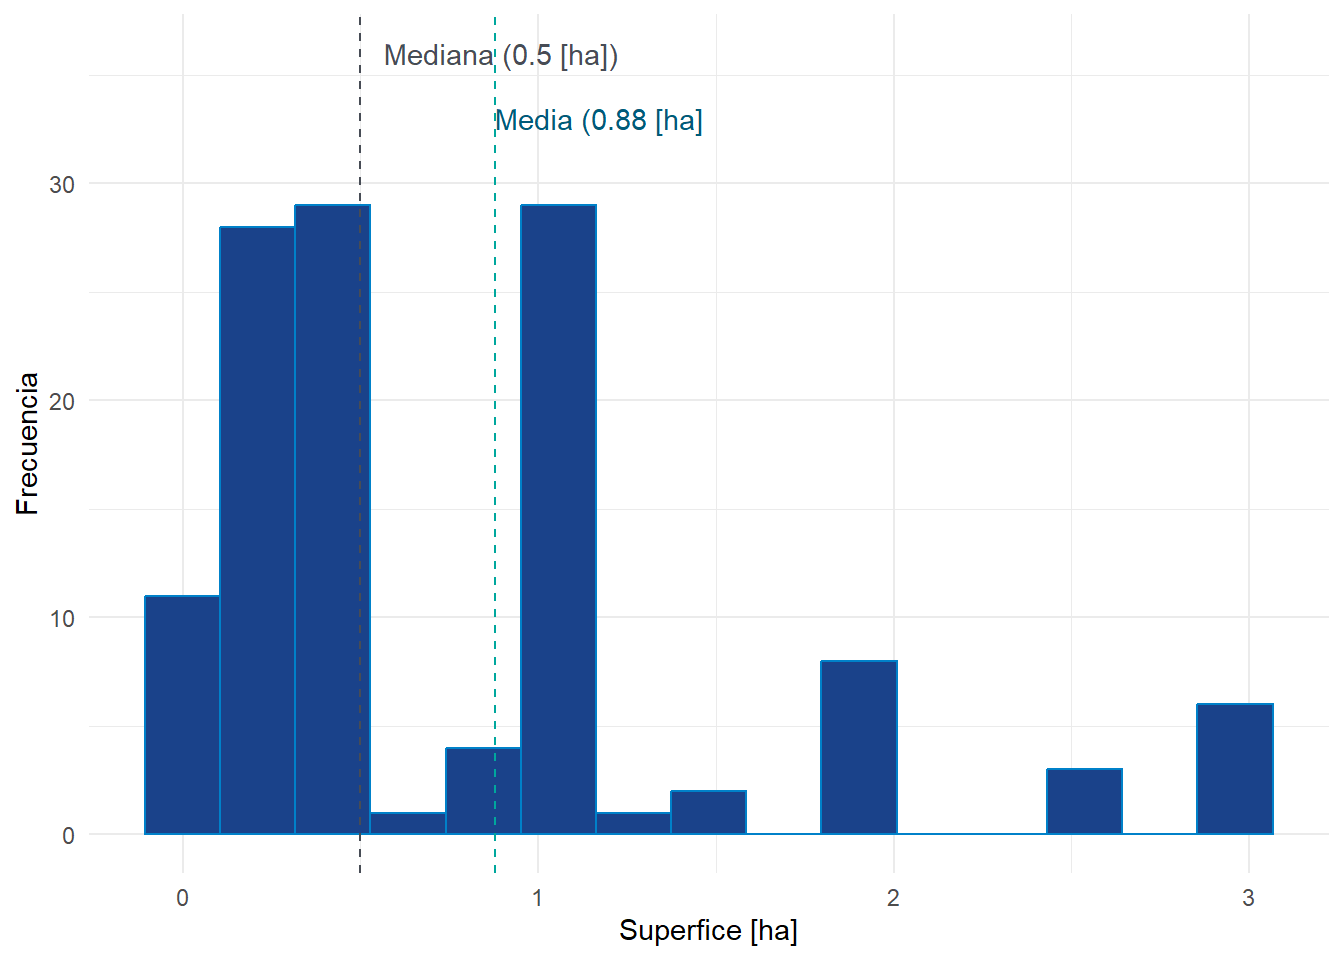 Mediana (0.5 [ha])
Media (0.88 [ha]
30
20
10
0
Frecuencia
0 1 2 3
Superfice [ha]